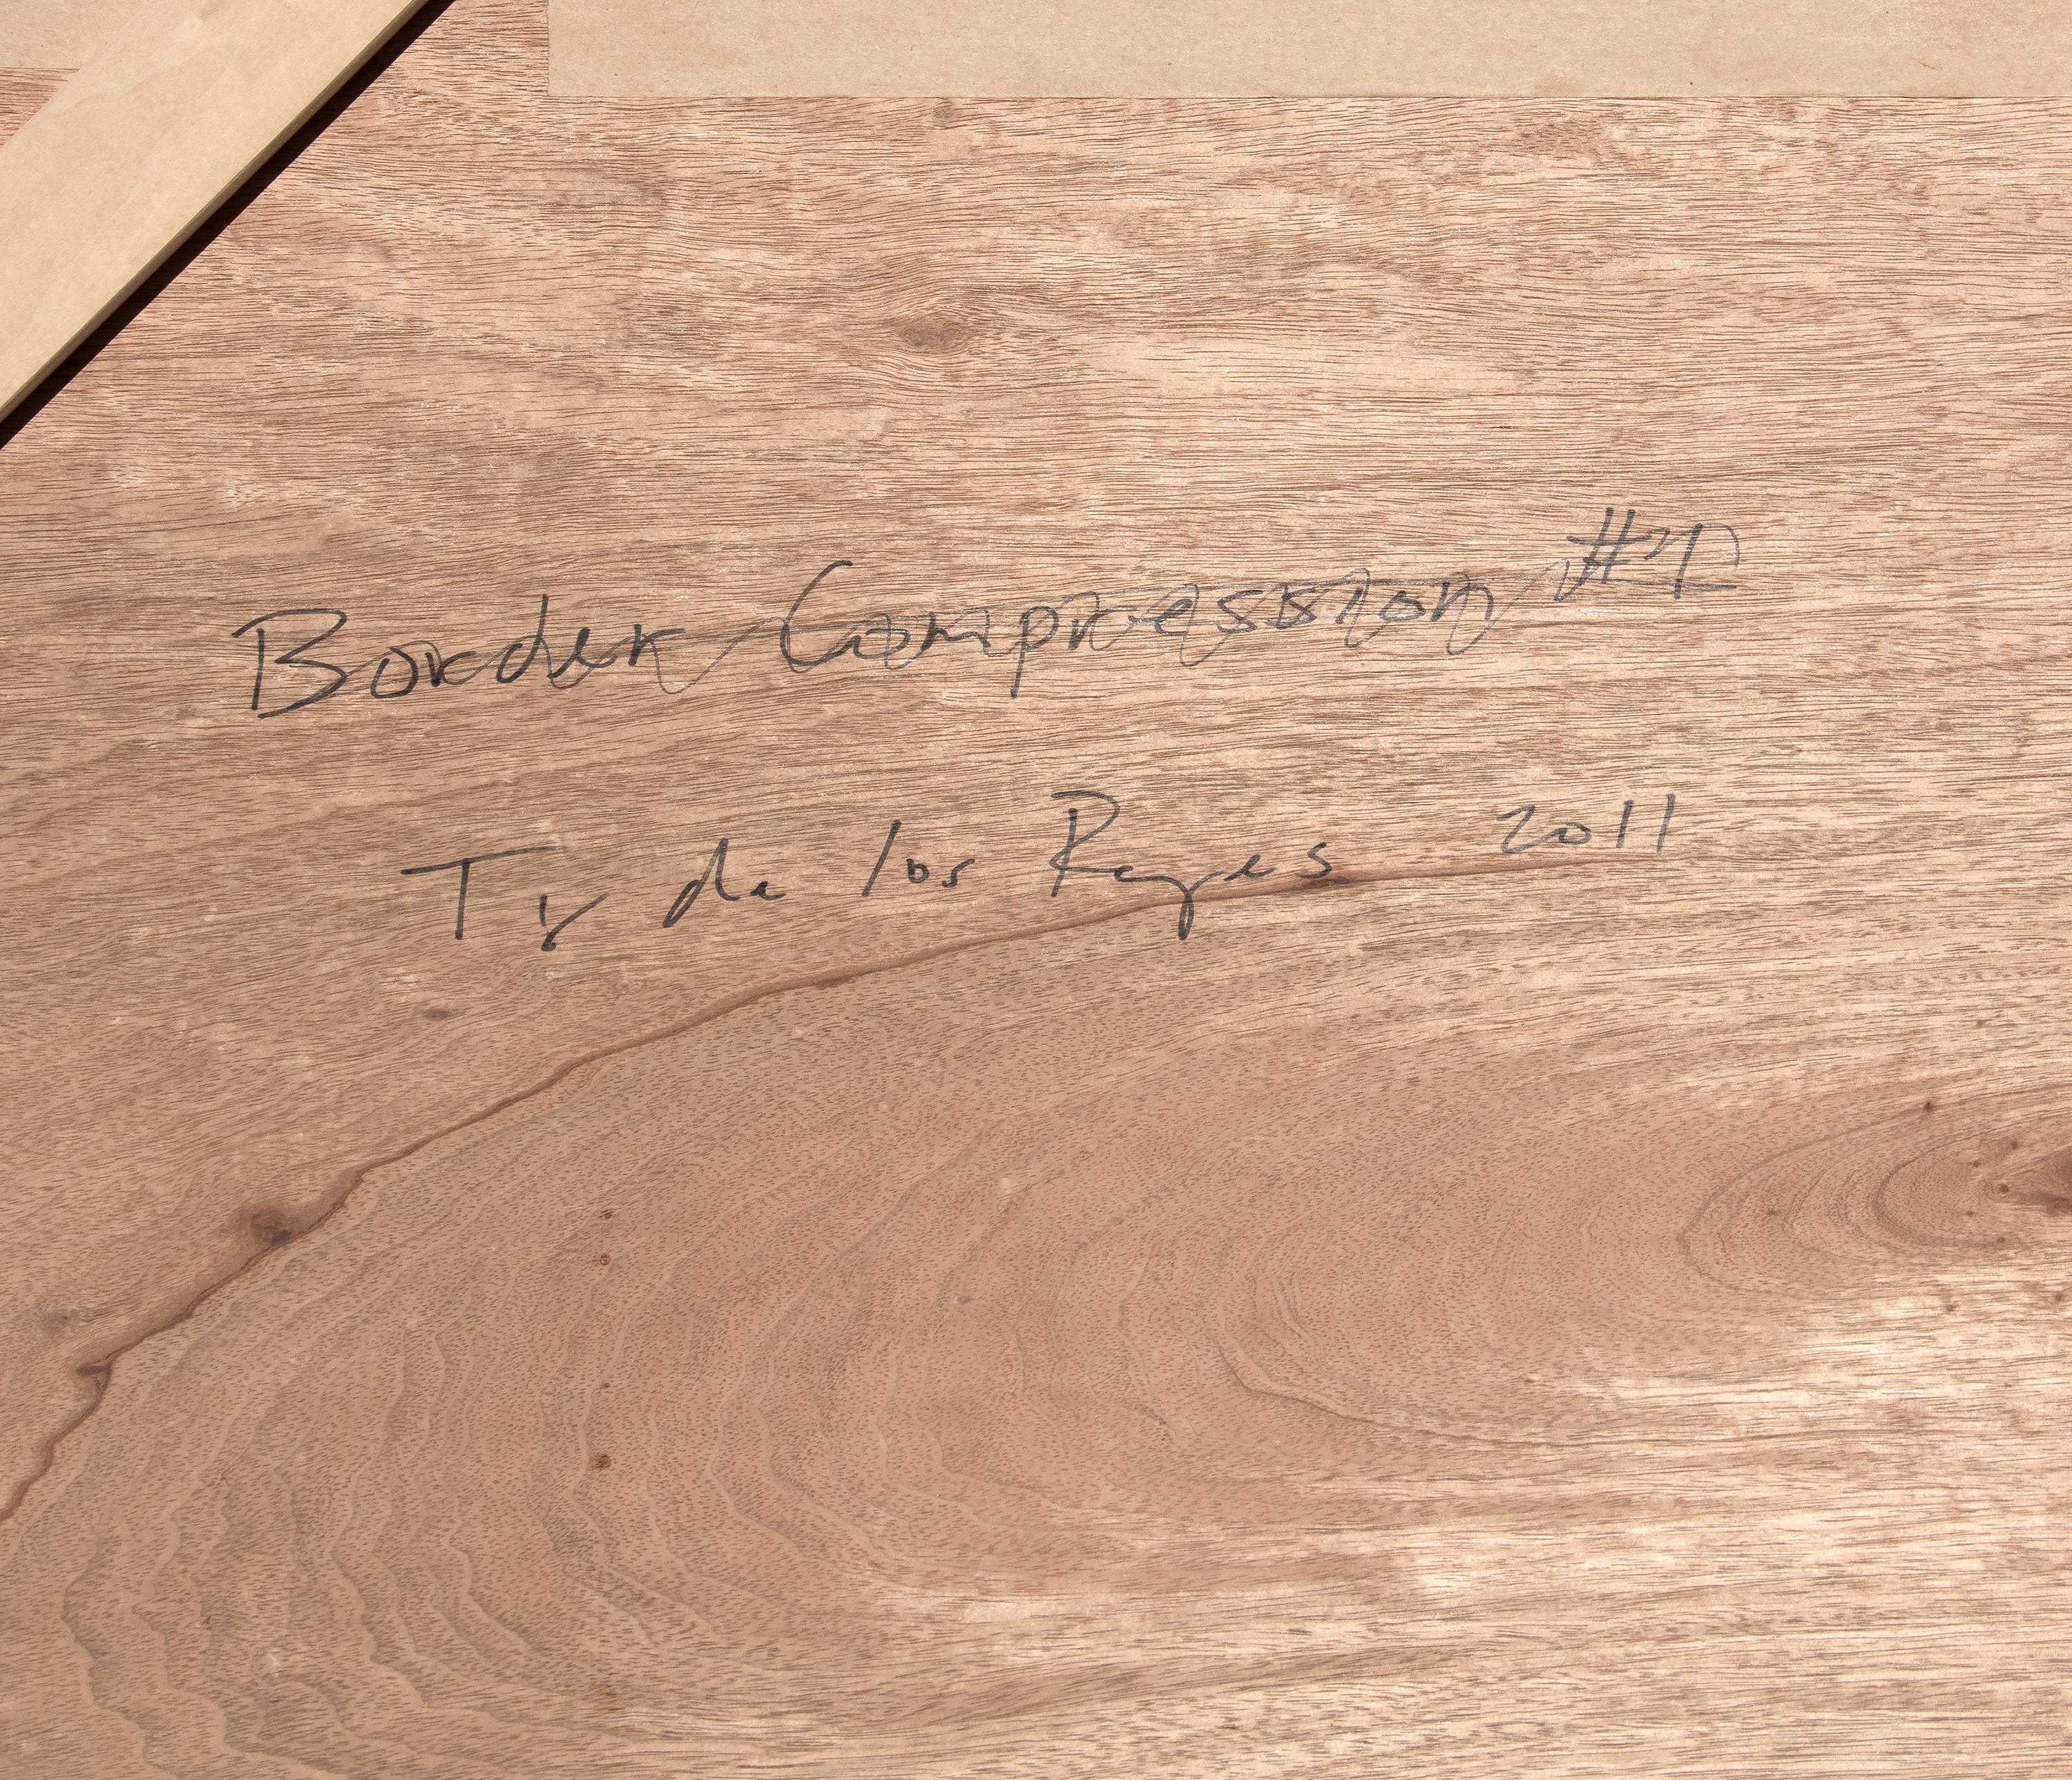 Border Compression #1
Ty de los Reyes 2011